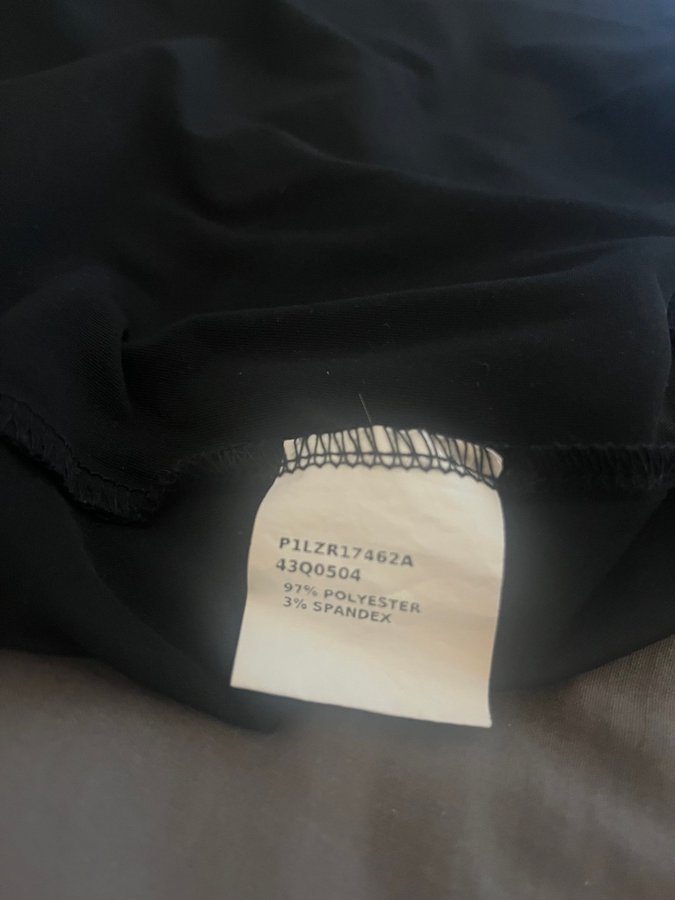 P1LZR17462A
43Q0504
97% POLYESTER
3% SPANDEX